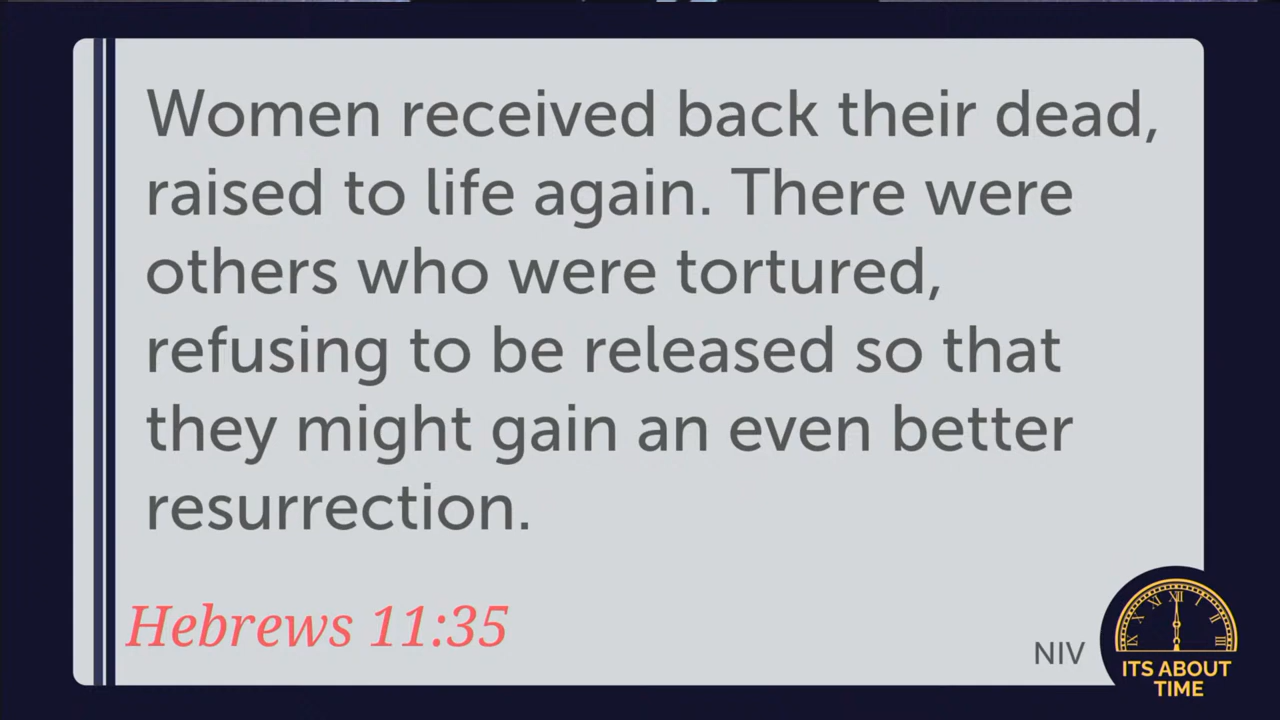 Women received back their dead,
raised to life again. There were
others who were tortured,
refusing to be released so that
they might gain an even better
resurrection.
Hebrews 11:35
NIV
ITS ABOUT
TIME